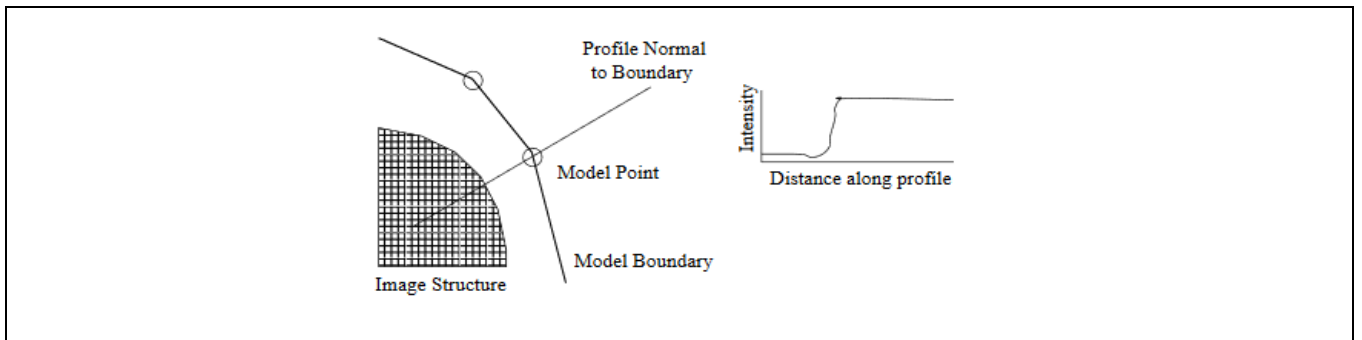 Profile Normal
to Boundary
Model Point
Model Boundary
Image Structure
Intensity
Distance along profile